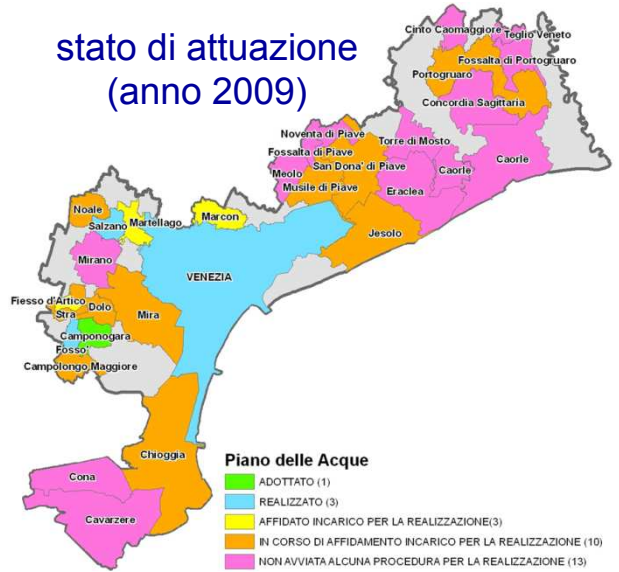 stato di attuazione
(anno 2009)
Cinto Caomaggiore
Teglio Veneto
Fossalta di Portogruaro
Portogruaro
Concordia Sagittaria
Noventa di Piave
Torre di Mosto
Fossalta di Piave
San Dona' di Piave
Meolo
Caorle
Caorle
Musile di Piave
Eraclea
Noale
Marcon
Martellago
Salzano
Jesolo
Mirano
VENEZIA
Fiesso d'Artico
Dolo
Stra
Mira
Camponogara
Fosso'
Campolongo Maggiore
Chioggia
Cona
Cavarzere
Piano delle Acque
ADOTTATO (1)
REALIZZATO (3)
AFFIDATO INCARICO PER LA REALIZZAZIONE(3)
IN CORSO DI AFFIDAMENTO INCARICO PER LA REALIZZAZIONE (10)
NON AVVIATA ALCUNA PROCEDURA PER LA REALIZZAZIONE (13)